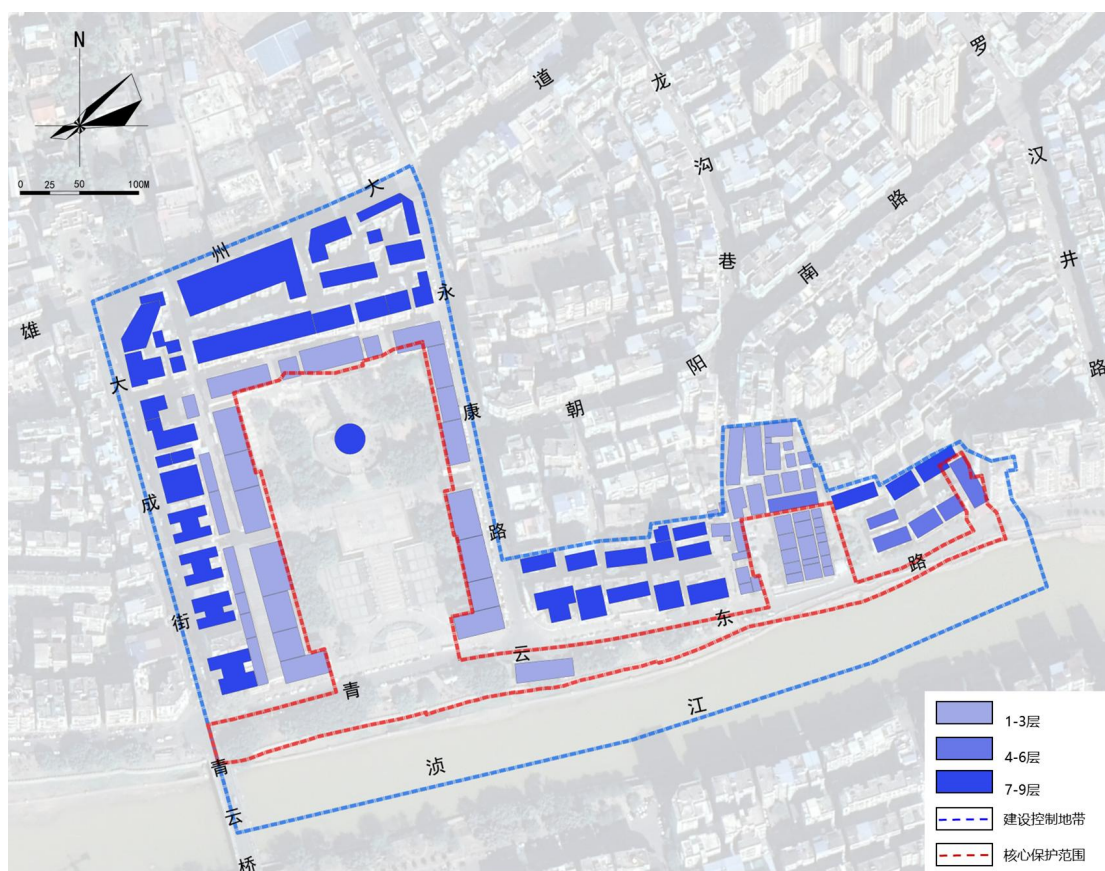 N
0 25 50 100M
雄州大道
大成街
永康路
朝阳南路
龙沟巷
罗汉井路
青云东路
浈江
青云桥
1-3层
4-6层
7-9层
建设控制地带
核心保护范围